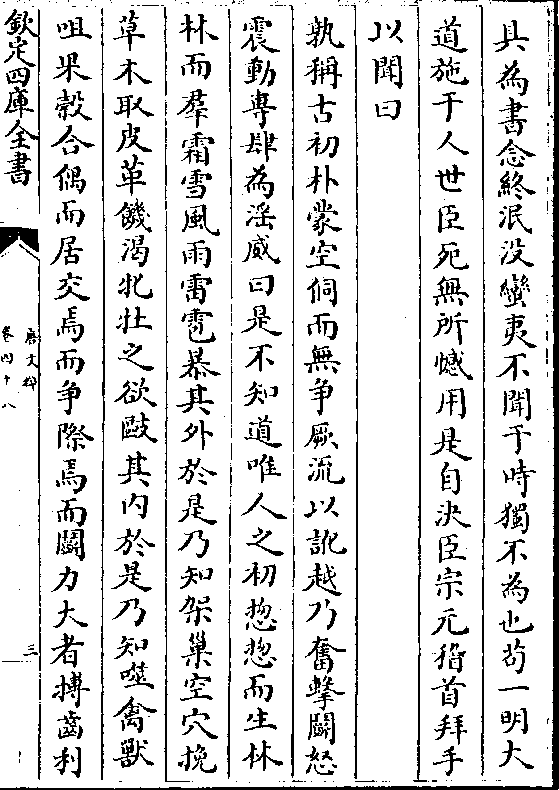 具為書念終泯没蠻夷不聞于時獨不為也苟一明大
道施于人世臣死無所憾用是自決臣宗元稽首拜手
以聞曰
孰稱古初朴蒙空侗而無争厥流以訛越乃奮擊鬬怒
震動專肆為淫威曰是不知道唯人之初惣惣而生林
林而羣霜雪風雨雷雹暴其外於是乃知架巢空穴挽
草木取皮革饑渴牝牡之欲敺其内於是乃知噬禽獸
咀果榖合偶而居交焉而争際焉而鬬力大者搏齒利
欽定四庫全書
唐文粹
卷四十八
三